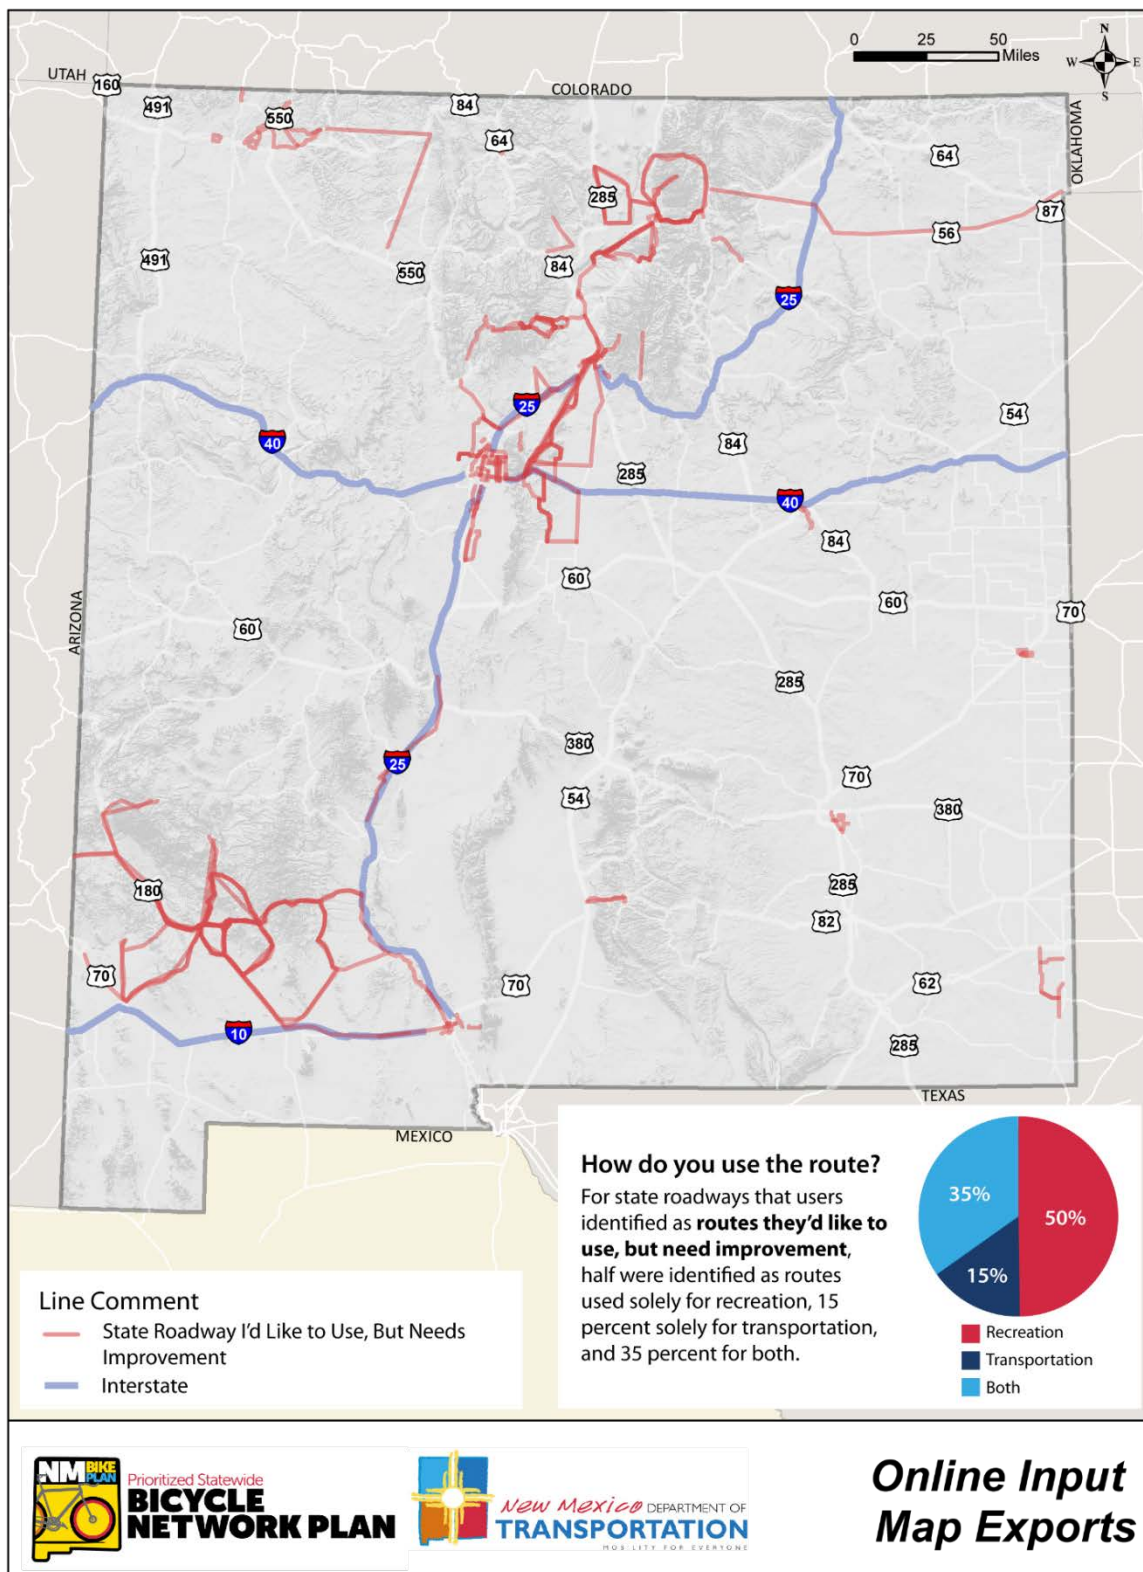 0 25 50
Miles
N
W E
S
UTAH
COLORADO
OKLAHOMA
160
491
550
84
64
64
285
87
56
491
550
84
25
25
54
40
84
285
40
84
60
60
ARIZONA
60
70
285
380
25
70
54
380
180
285
82
70
70
62
10
285
TEXAS
MEXICO
How do you use the route?
For state roadways that users
identified as routes they'd like to
use, but need improvement,
half were identified as routes
used solely for recreation, 15
percent solely for transportation,
and 35 percent for both.
35%
50%
15%
Recreation
Transportation
Both
Line Comment
State Roadway I'd Like to Use, But Needs
Improvement
Interstate
NM BIKE
PLAN
Prioritized Statewide
BICYCLE
NETWORK PLAN
New Mexico DEPARTMENT OF
TRANSPORTATION
MOBILITY FOR EVERYONE
Online Input
Map Exports